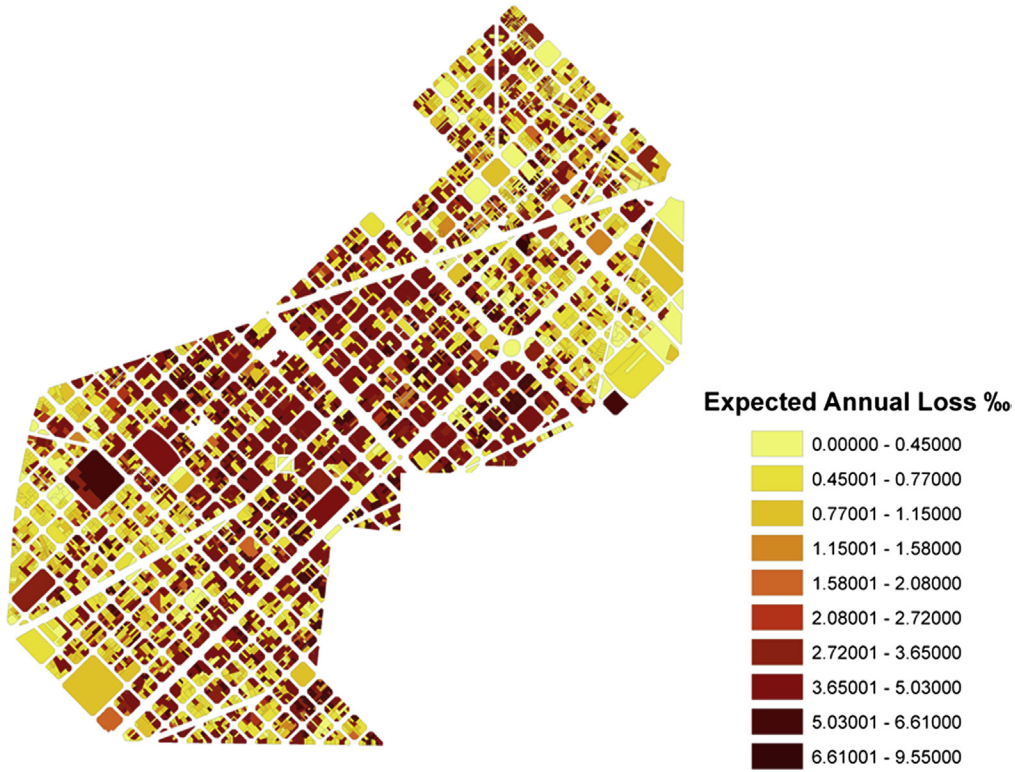 Expected Annual Loss ‰
0.00000 - 0.45000
0.45001 - 0.77000
0.77001 - 1.15000
1.15001 - 1.58000
1.58001 - 2.08000
2.08001 - 2.72000
2.72001 - 3.65000
3.65001 - 5.03000
5.03001 - 6.61000
6.61001 - 9.55000